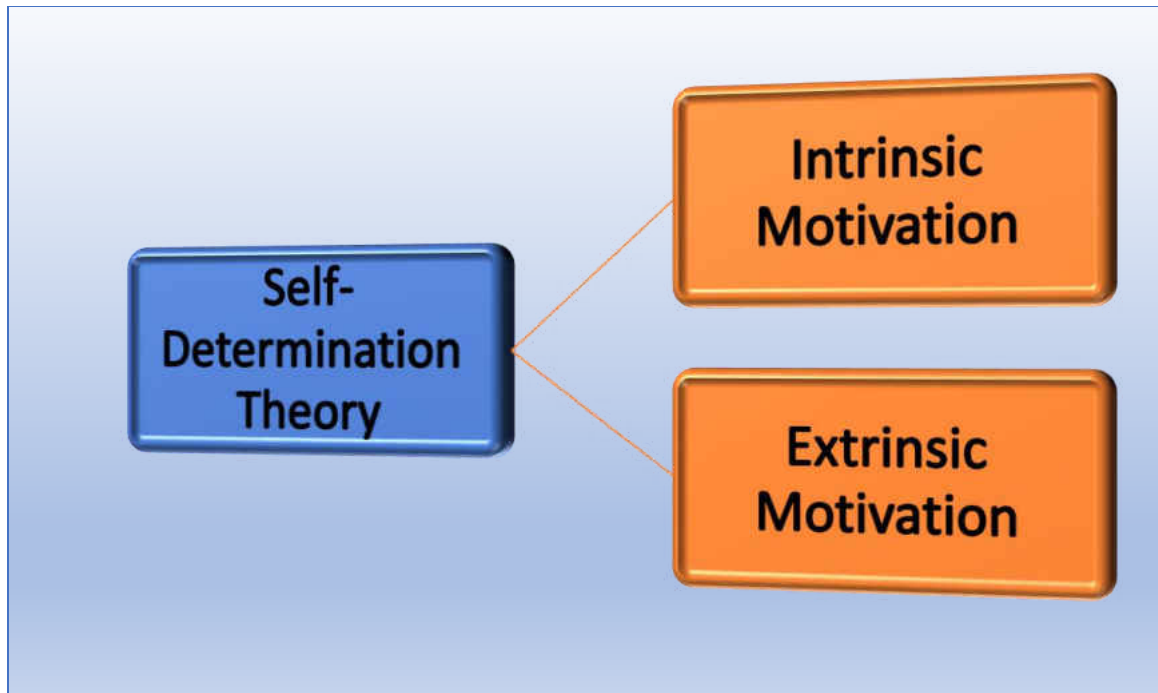 Self-
Determination
Theory
Intrinsic
Motivation
Extrinsic
Motivation